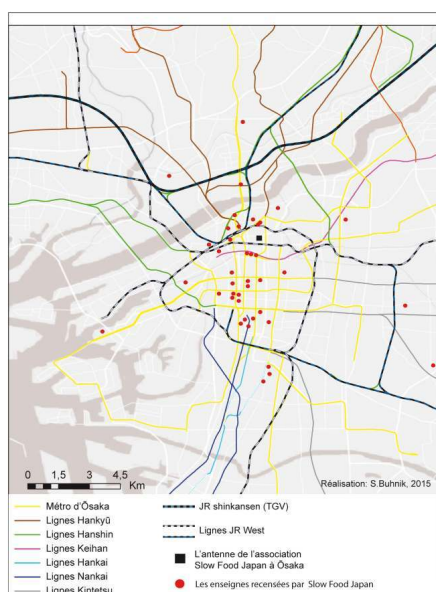 0 1,5 3 4,5
Km
Réalisation: S.Buhnik, 2015
Métro d'Ōsaka
Lignes Hankyū
Lignes Hanshin
Lignes Keihan
Lignes Hankai
Lignes Nankai
Lignes Kintetsu
JR shinkansen (TGV)
Lignes JR West
L'antenne de l'association
Slow Food Japan à Ōsaka
Les enseignes recensées par Slow Food Japan